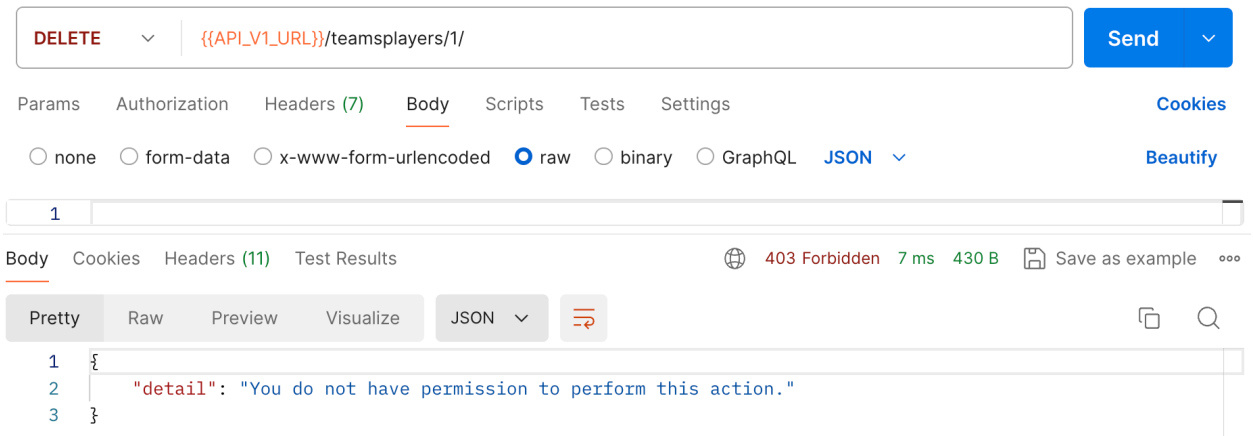 DELETE {{API_V1_URL}}/teamsplayers/1/ Send
Params Authorization Headers (7) Body Scripts Tests Settings Cookies
none form-data x-www-form-urlencoded raw binary GraphQL JSON Beautify
1
Body Cookies Headers (11) Test Results 403 Forbidden 7 ms 430 B Save as example
Pretty Raw Preview Visualize JSON
1 {
2 "detail": "You do not have permission to perform this action."
3 }